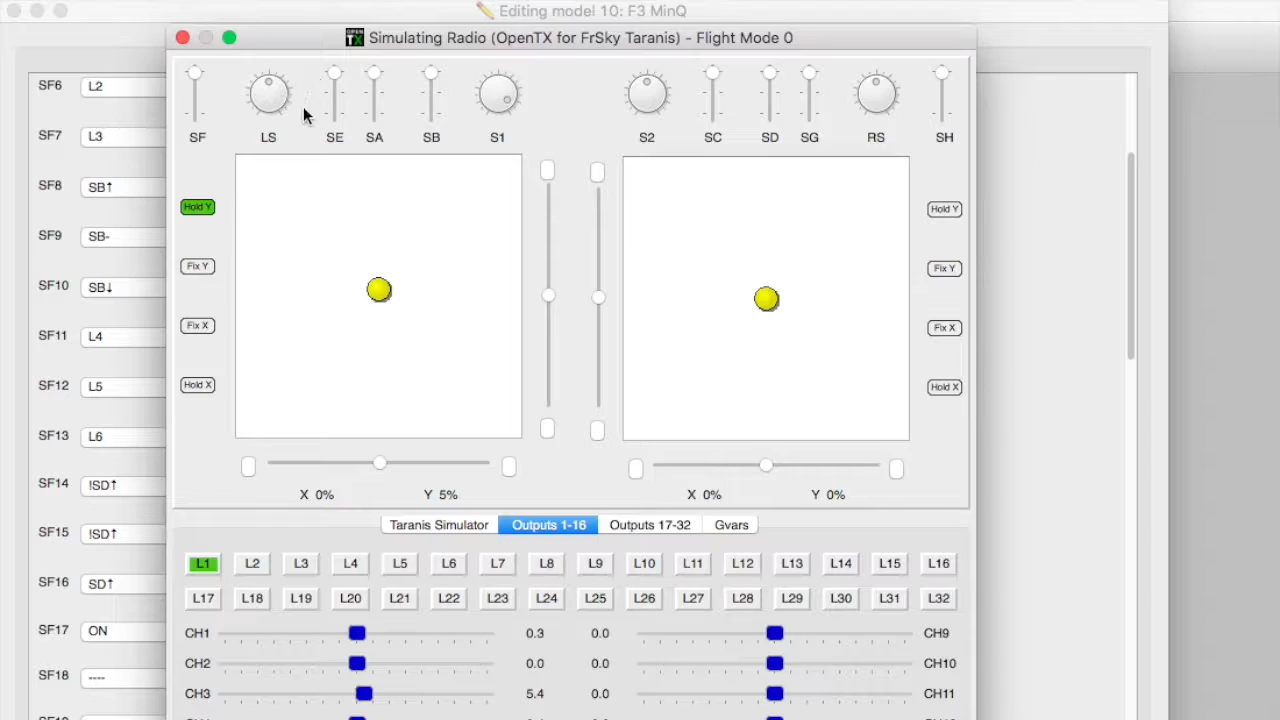 Editing model 10: F3 MinQ
OPEN TX Simulating Radio (OpenTX for FrSky Taranis) - Flight Mode 0
SF LS SE SA SB S1 S2 SC SD SG RS SH
SF6 L2
SF7 L3
SF8 SB↑
SF9 SB-
SF10 SB↓
SF11 L4
SF12 L5
SF13 L6
SF14 !SD↑
SF15 !SD↑
SF16 SD↑
SF17 ON
SF18 ----
Hold Y
Fix Y
Fix X
Hold X
Hold Y
Fix Y
Fix X
Hold X
X 0% Y 5% X 0% Y 0%
Taranis Simulator Outputs 1-16 Outputs 17-32 Gvars
L1 L2 L3 L4 L5 L6 L7 L8 L9 L10 L11 L12 L13 L14 L15 L16
L17 L18 L19 L20 L21 L22 L23 L24 L25 L26 L27 L28 L29 L30 L31 L32
CH1 0.3 0.0 CH9
CH2 0.0 0.0 CH10
CH3 5.4 0.0 CH11